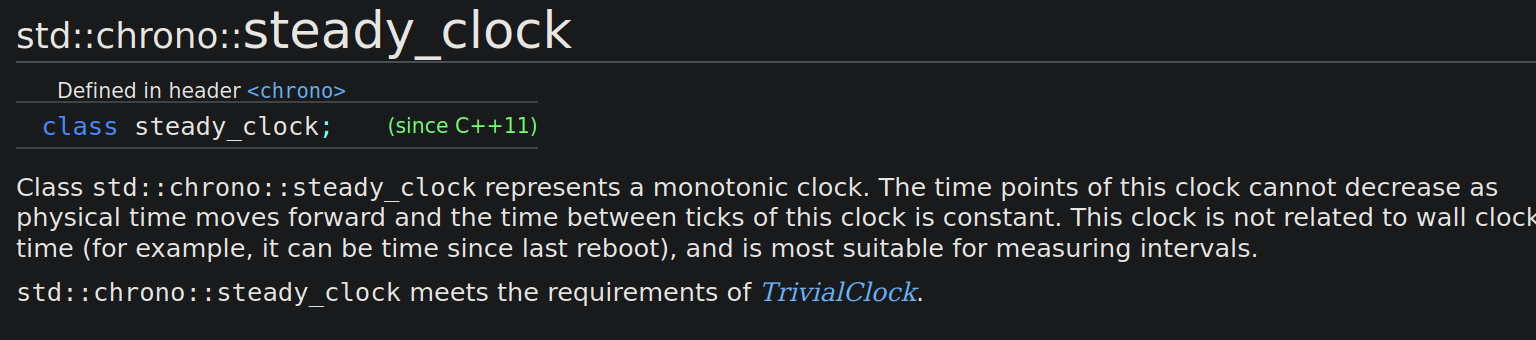 std::chrono::steady_clock
Defined in header <chrono>
class steady_clock; (since C++11)
Class std::chrono::steady_clock represents a monotonic clock. The time points of this clock cannot decrease as
physical time moves forward and the time between ticks of this clock is constant. This clock is not related to wall clock
time (for example, it can be time since last reboot), and is most suitable for measuring intervals.
std::chrono::steady_clock meets the requirements of TrivialClock.